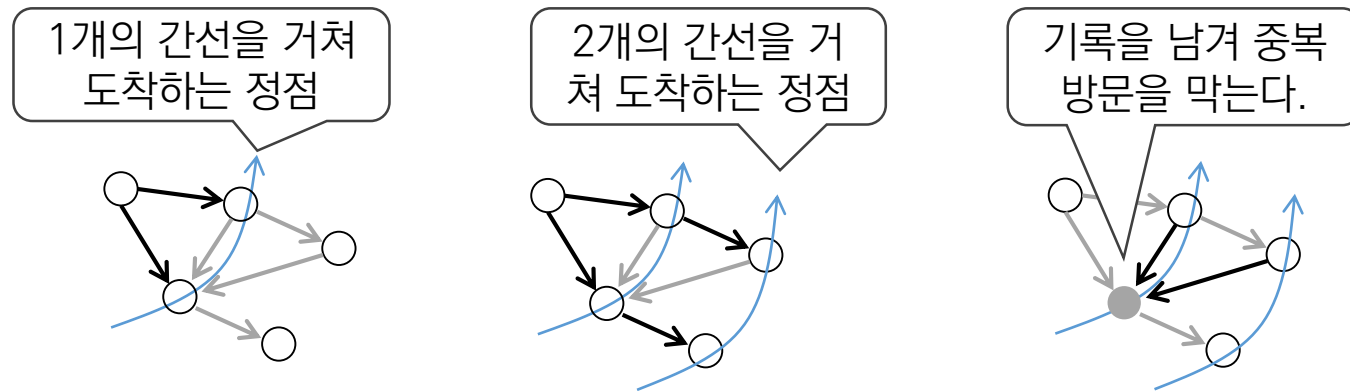 1개의 간선을 거쳐
도착하는 정점
2개의 간선을 거
쳐 도착하는 정점
기록을 남겨 중복
방문을 막는다.